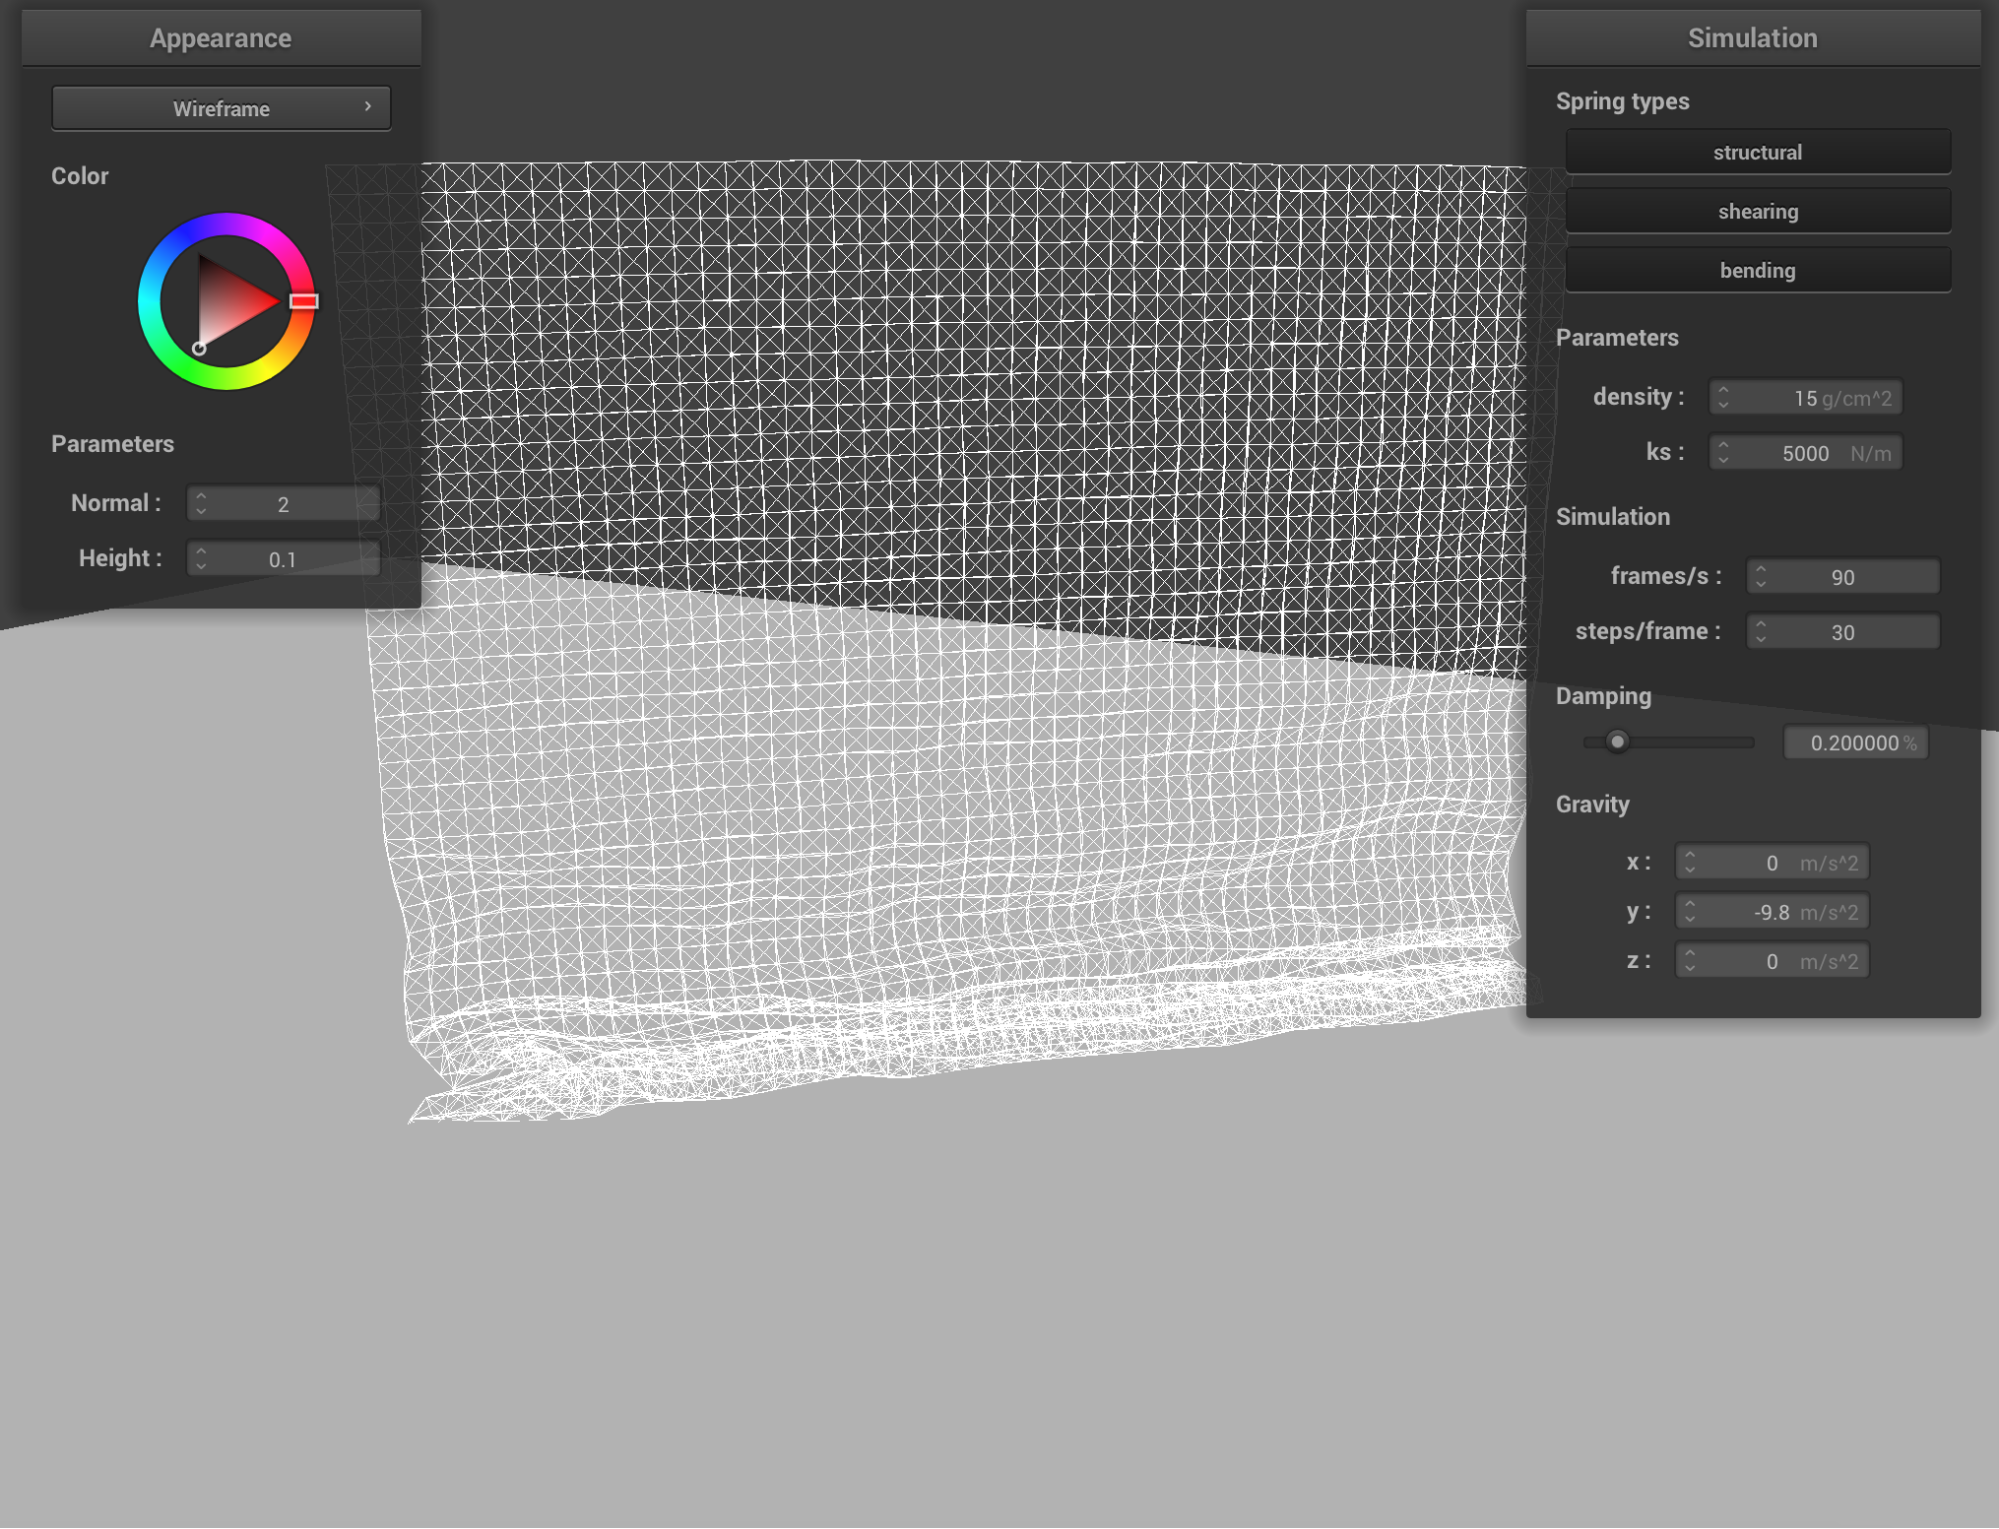 Appearance
Wireframe
Color
Parameters
Normal : 2
Height : 0.1
Simulation
Spring types
structural
shearing
bending
Parameters
density : 15 g/cm^2
ks : 5000 N/m
Simulation
frames/s : 90
steps/frame : 30
Damping
0.200000 %
Gravity
x : 0 m/s^2
y : -9.8 m/s^2
z : 0 m/s^2